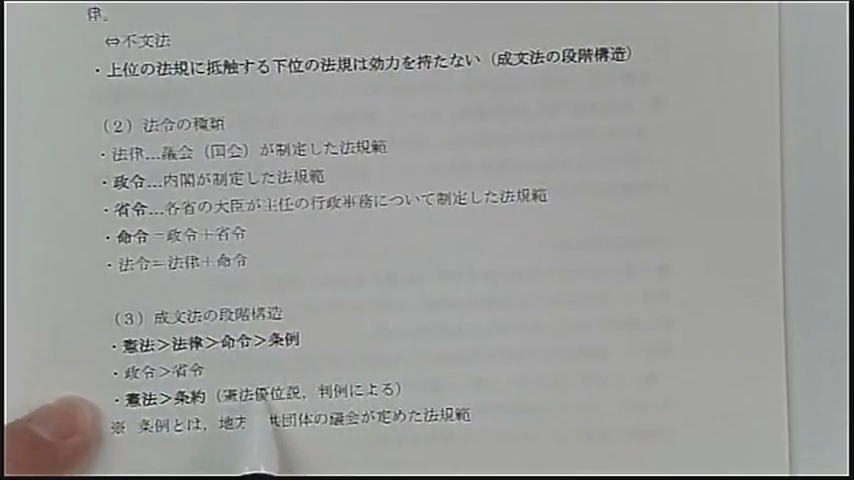 律。
⇔不文法
・上位の法規に抵触する下位の法規は効力を持たない（成文法の段階構造）
（2）法令の種類
・法律…議会（国会）が制定した法規範
・政令…内閣が制定した法規範
・省令…各省の大臣が主任の行政事務について制定した法規範
・命令＝政令＋省令
・法令＝法律＋命令
（3）成文法の段階構造
・憲法＞法律＞命令＞条例
・政令＞省令
・憲法＞条約（憲法優位説，判例による）
※ 条例とは，地方 共団体の議会が定めた法規範